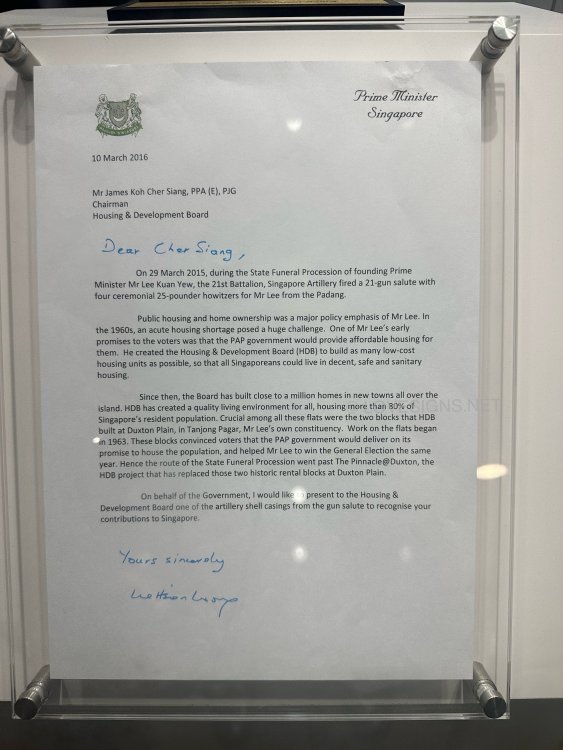 Prime Minister
Singapore
10 March 2016
Mr James Koh Cher Siang, PPA (E), PJG
Chairman
Housing & Development Board
Dear Cher Siang,
On 29 March 2015, during the State Funeral Procession of founding Prime
Minister Mr Lee Kuan Yew, the 21st Battalion, Singapore Artillery fired a 21-gun salute with
four ceremonial 25-pounder howitzers for Mr Lee from the Padang.
Public housing and home ownership was a major policy emphasis of Mr Lee. In
the 1960s, an acute housing shortage posed a huge challenge. One of Mr Lee's early
promises to the voters was that the PAP government would provide affordable housing for
them. He created the Housing & Development Board (HDB) to build as many low-cost
housing units as possible, so that all Singaporeans could live in decent, safe and sanitary
housing.
Since then, the Board has built close to a million homes in new towns all over the
island. HDB has created a quality living environment for all, housing more than 80% of
Singapore's resident population. Crucial among all these flats were the two blocks that HDB
built at Duxton Plain, in Tanjong Pagar, Mr Lee's own constituency. Work on the flats began
in 1963. These blocks convinced voters that the PAP government would deliver on its
promise to house the population, and helped Mr Lee to win the General Election the same
year. Hence the route of the State Funeral Procession went past The Pinnacle@Duxton, the
HDB project that has replaced those two historic rental blocks at Duxton Plain.
On behalf of the Government, I would like to present to the Housing &
Development Board one of the artillery shell casings from the gun salute to recognise your
contributions to Singapore.
Yours sincerely
Lee Hsien Loong